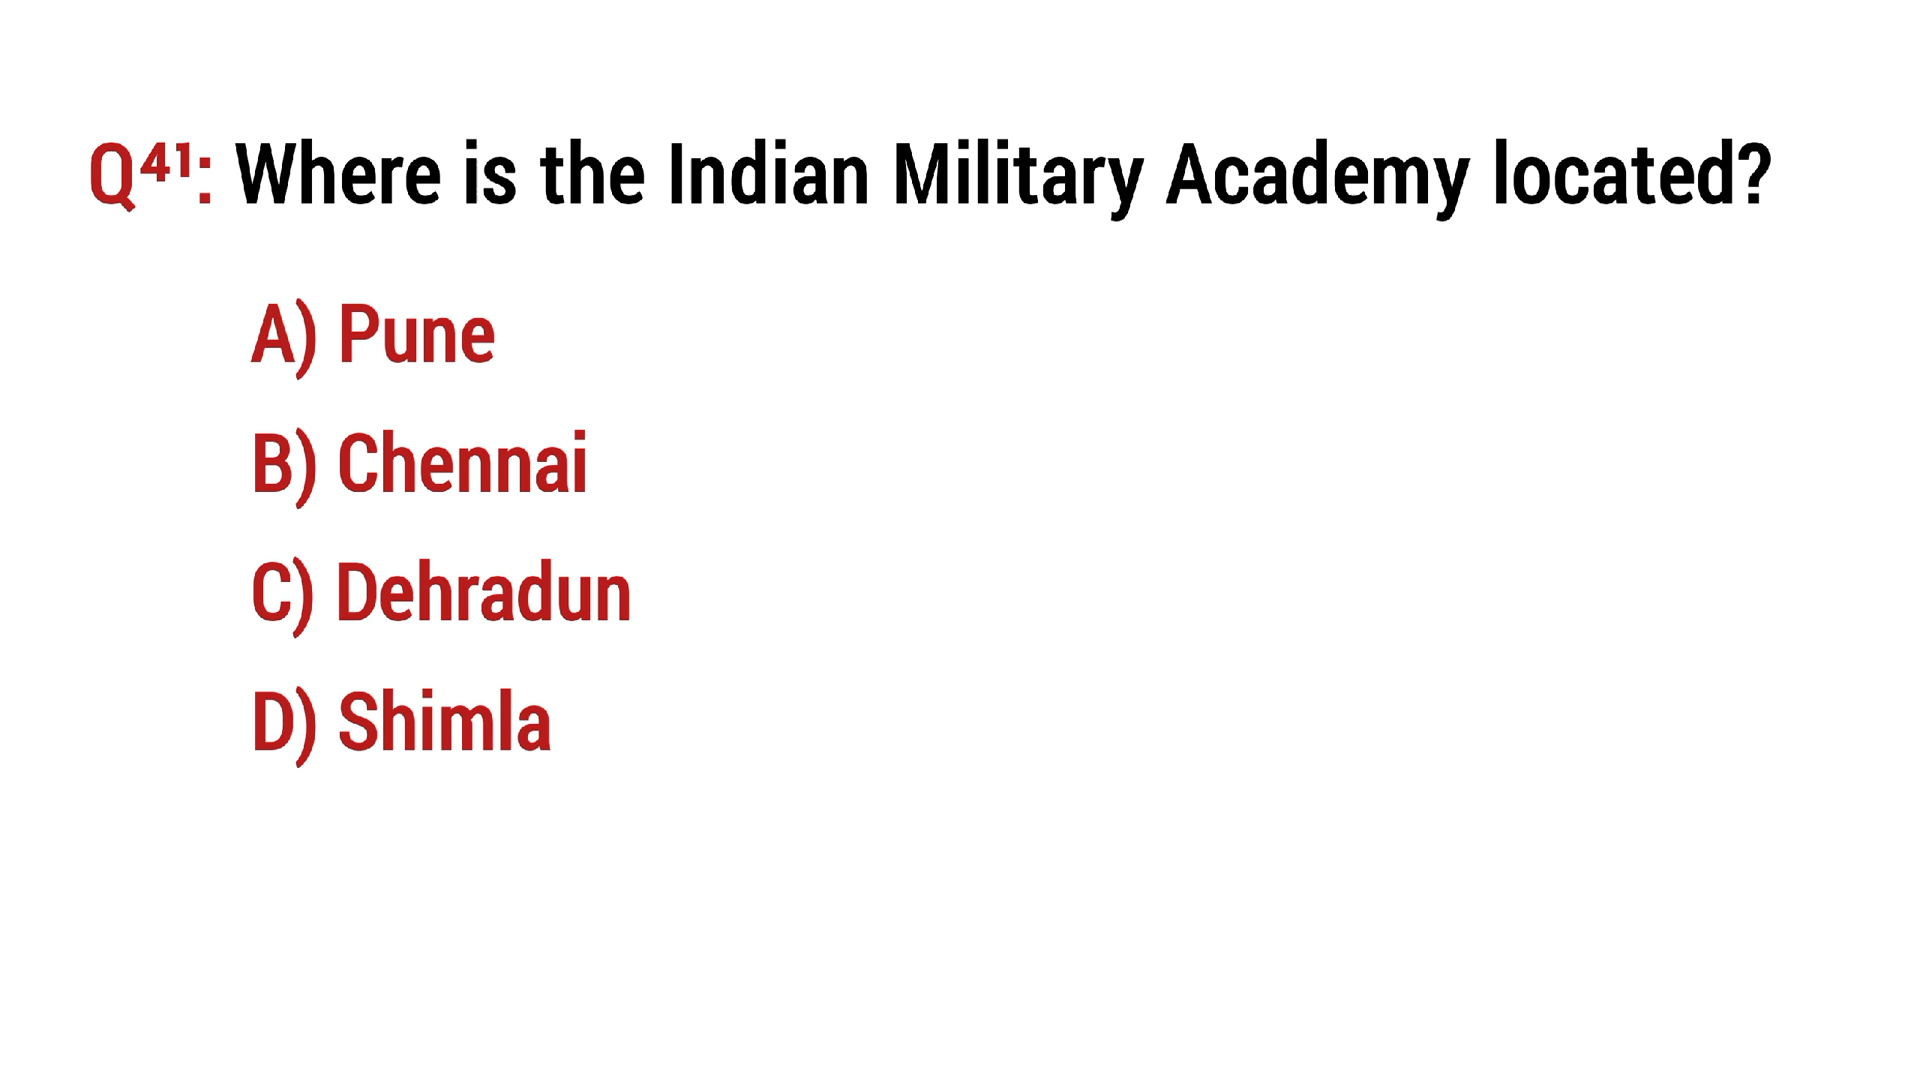 Q⁴¹: Where is the Indian Military Academy located?
A) Pune
B) Chennai
C) Dehradun
D) Shimla